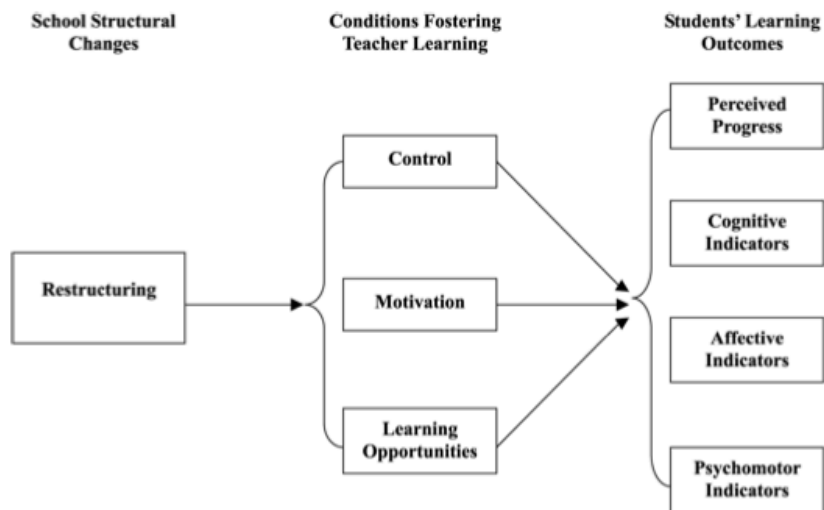 School Structural
Changes
Conditions Fostering
Teacher Learning
Students' Learning
Outcomes
Restructuring
Control
Motivation
Learning
Opportunities
Perceived
Progress
Cognitive
Indicators
Affective
Indicators
Psychomotor
Indicators